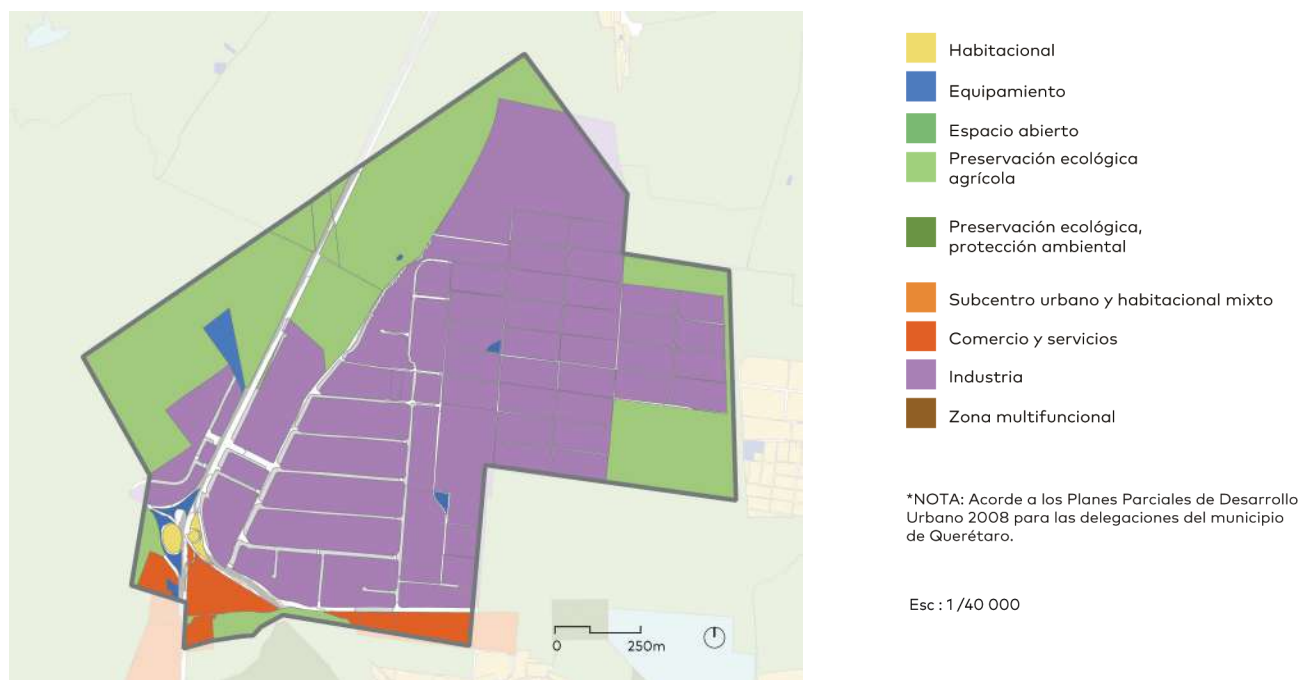 Habitacional
Equipamiento
Espacio abierto
Preservación ecológica
agrícola
Preservación ecológica,
protección ambiental
Subcentro urbano y habitacional mixto
Comercio y servicios
Industria
Zona multifuncional
*NOTA: Acorde a los Planes Parciales de Desarrollo
Urbano 2008 para las delegaciones del municipio
de Querétaro.
Esc : 1 /40 000
0 250m